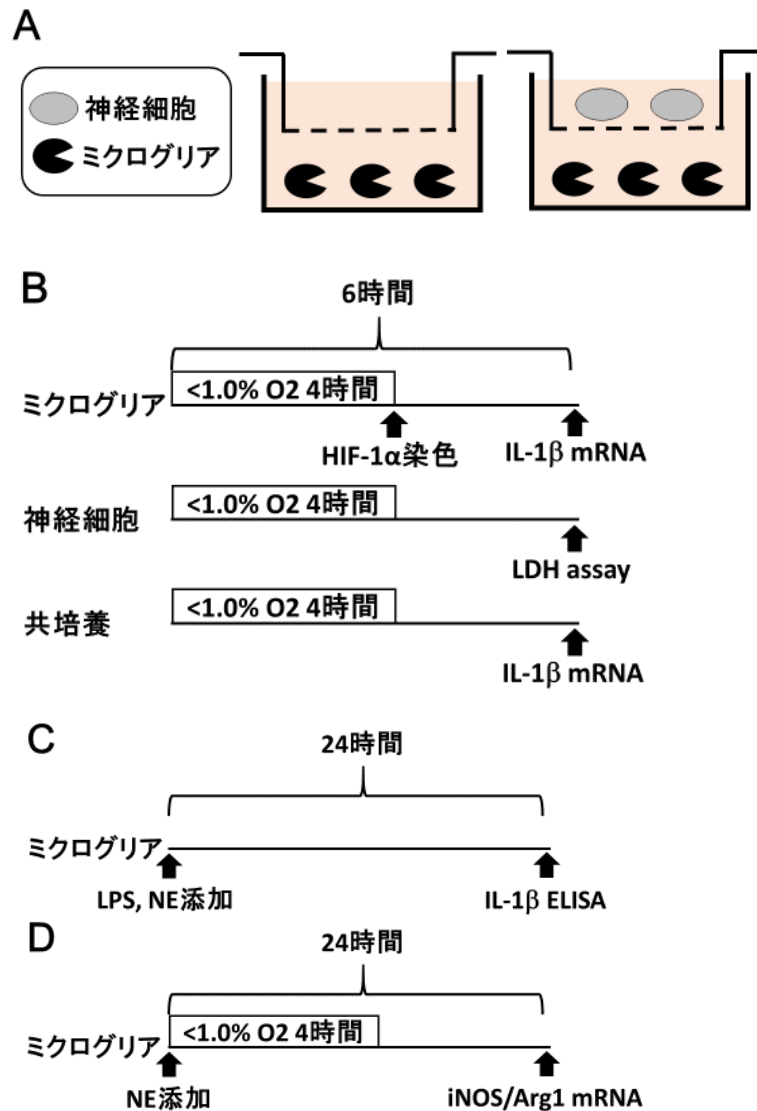 A
神経細胞
ミクログリア
B
6時間
<1.0% O2 4時間
ミクログリア
HIF-1α染色
IL-1β mRNA
<1.0% O2 4時間
神経細胞
LDH assay
<1.0% O2 4時間
共培養
IL-1β mRNA
C
24時間
ミクログリア
LPS, NE添加
IL-1β ELISA
D
24時間
<1.0% O2 4時間
ミクログリア
NE添加
iNOS/Arg1 mRNA